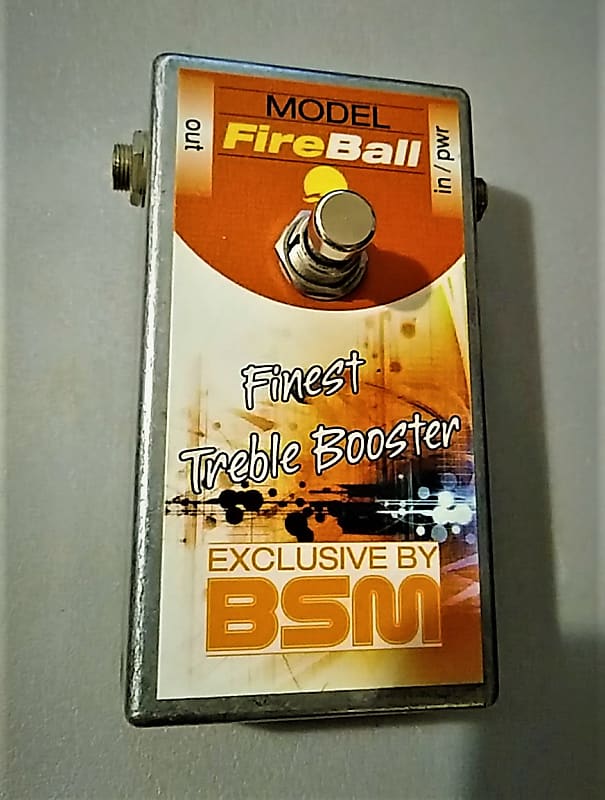 MODEL
FireBall
out
in / pwr
Finest
Treble Booster
EXCLUSIVE BY
BSM